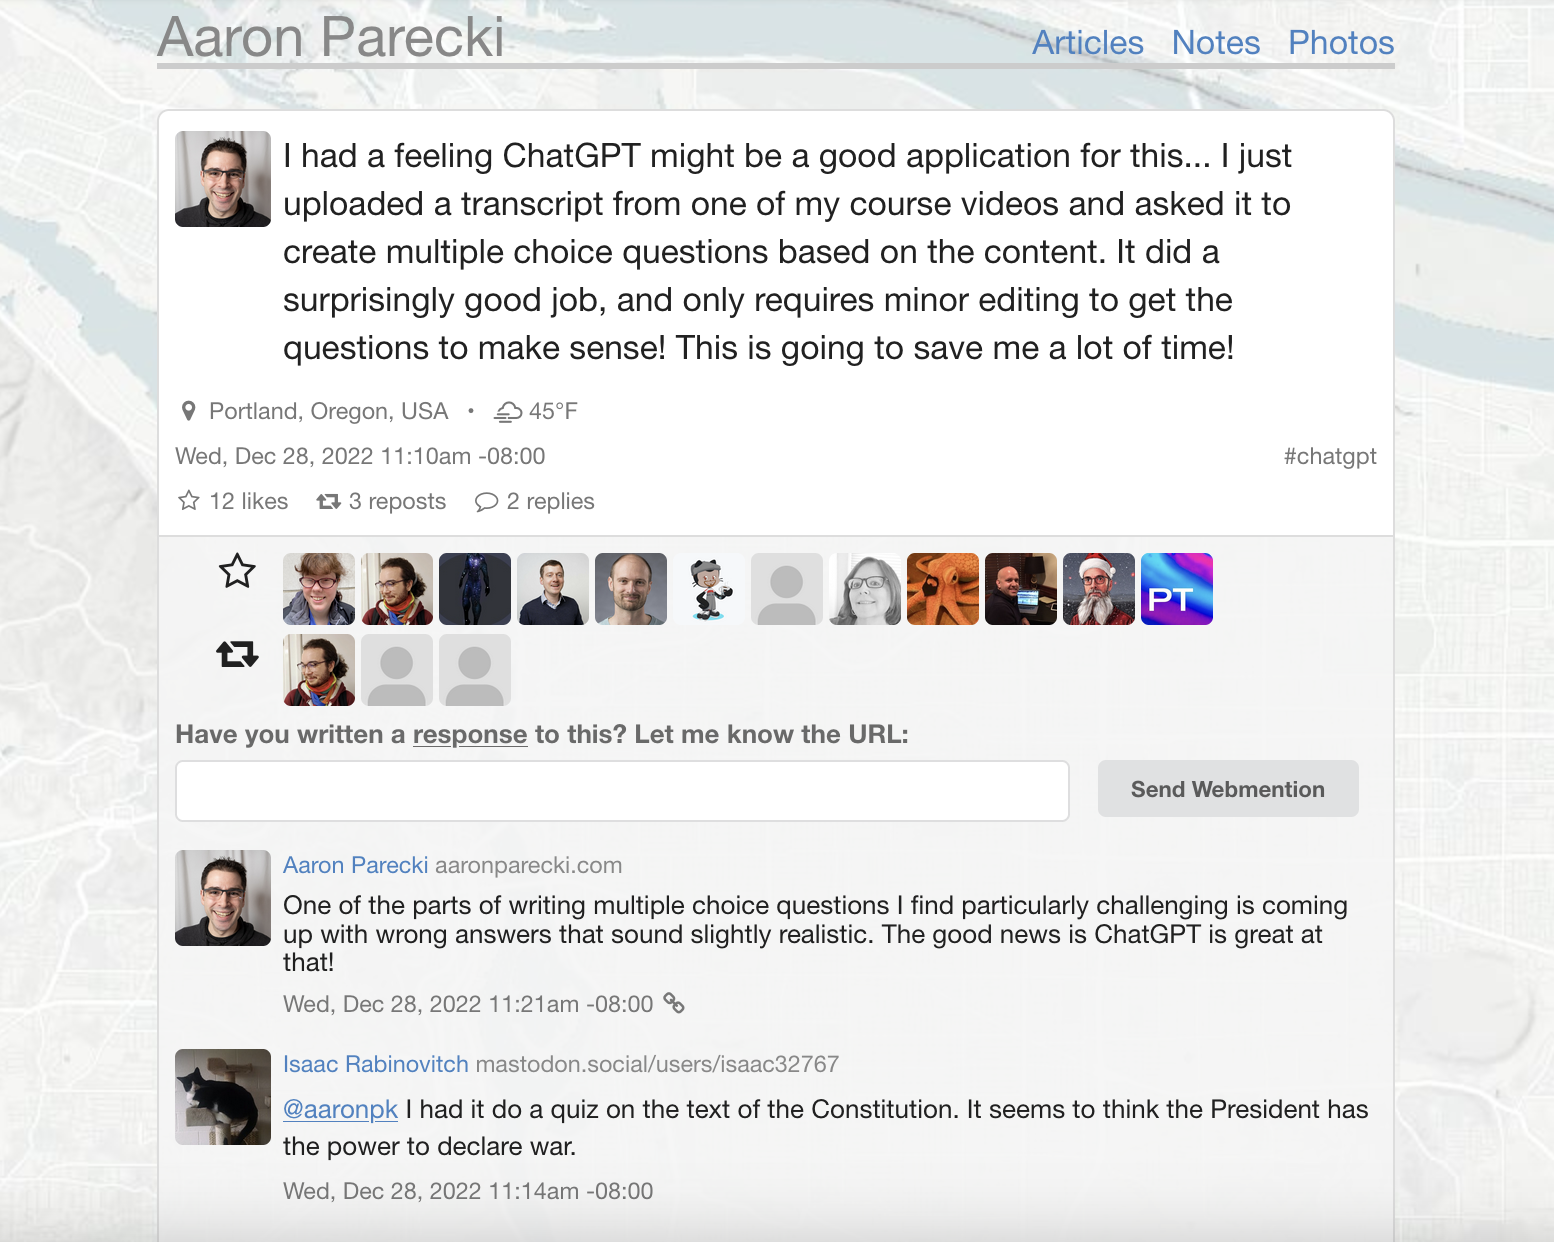 Aaron Parecki
Articles Notes Photos
I had a feeling ChatGPT might be a good application for this... I just
uploaded a transcript from one of my course videos and asked it to
create multiple choice questions based on the content. It did a
surprisingly good job, and only requires minor editing to get the
questions to make sense! This is going to save me a lot of time!
Portland, Oregon, USA • 45°F
Wed, Dec 28, 2022 11:10am -08:00 #chatgpt
12 likes 3 reposts 2 replies
PT
Have you written a response to this? Let me know the URL:
Send Webmention
Aaron Parecki aaronparecki.com
One of the parts of writing multiple choice questions I find particularly challenging is coming
up with wrong answers that sound slightly realistic. The good news is ChatGPT is great at
that!
Wed, Dec 28, 2022 11:21am -08:00
Isaac Rabinovitch mastodon.social/users/isaac32767
@aaronpk I had it do a quiz on the text of the Constitution. It seems to think the President has
the power to declare war.
Wed, Dec 28, 2022 11:14am -08:00